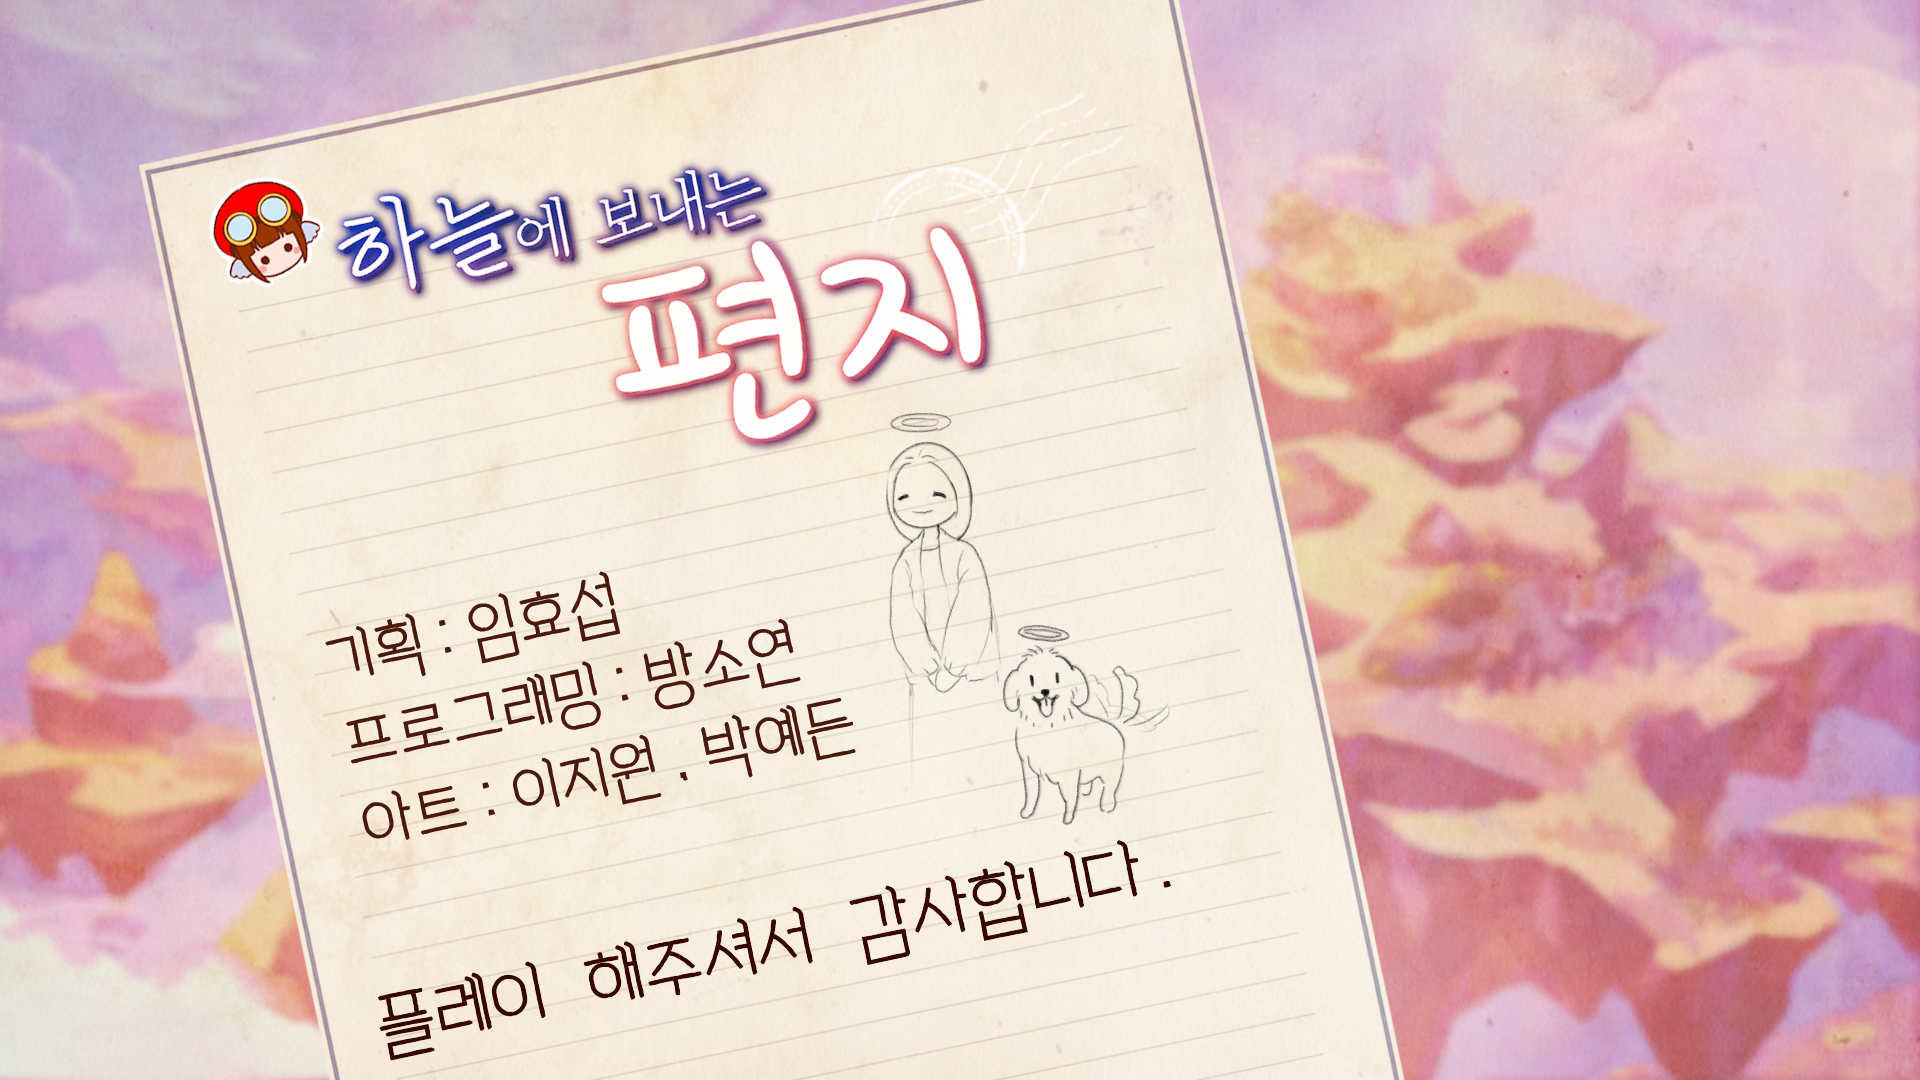 하늘에 보내는
편지
기획 : 임효섭
프로그래밍 : 방소연
아트 : 이지원 . 박예든
플레이 해주셔서 감사합니다 .